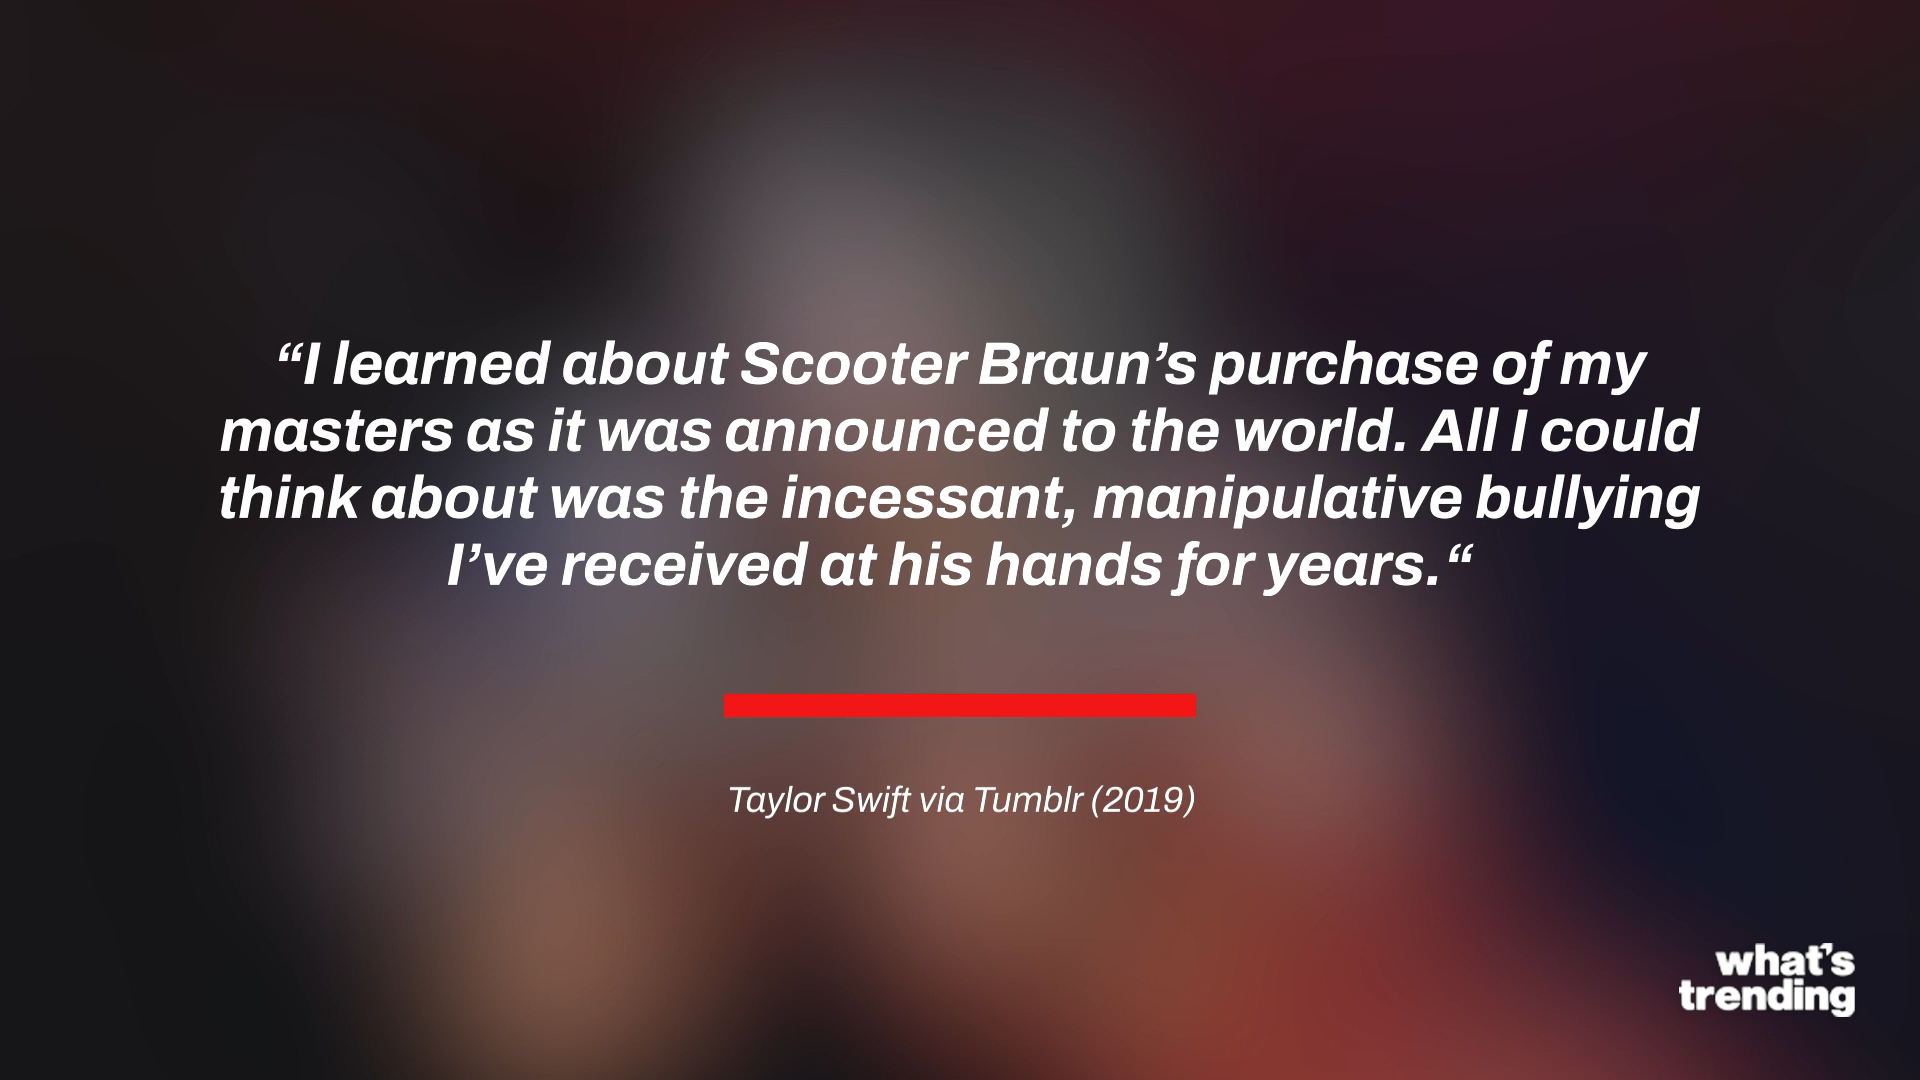 “I learned about Scooter Braun’s purchase of my
masters as it was announced to the world. All I could
think about was the incessant, manipulative bullying
I’ve received at his hands for years.“
Taylor Swift via Tumblr (2019)
what’s
trending